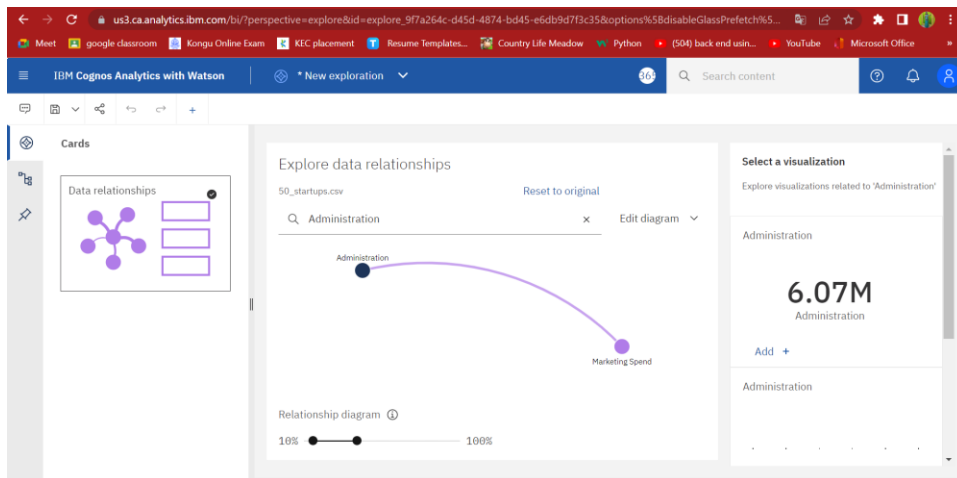 us3.ca.analytics.ibm.com/bi/?perspective=explore&id=explore_9f7a264c-d45d-4874-bd45-e6db9d7f3c35&options%58disableGlassPrefetch%5...
Meet google classroom Kongu Online Exam KEC placement Resume Templates... Country Life Meadow Python (504) back end usin... YouTube Microsoft Office »
IBM Cognos Analytics with Watson * New exploration 365 Search content
Cards
Data relationships
Explore data relationships
50_startups.csv Reset to original
Administration × Edit diagram
Administration
Marketing Spend
Relationship diagram
10% 100%
Select a visualization
Explore visualizations related to 'Administration'
Administration
6.07M
Administration
Add +
Administration